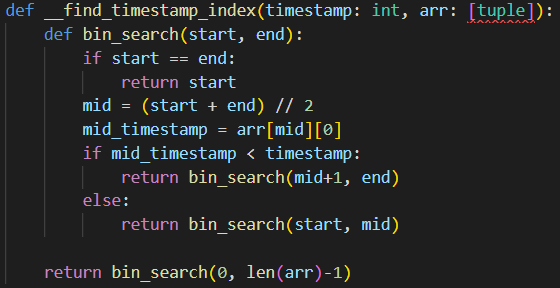 def __find_timestamp_index(timestamp: int, arr: [tuple]):
    def bin_search(start, end):
        if start == end:
            return start
        mid = (start + end) // 2
        mid_timestamp = arr[mid][0]
        if mid_timestamp < timestamp:
            return bin_search(mid+1, end)
        else:
            return bin_search(start, mid)

    return bin_search(0, len(arr)-1)